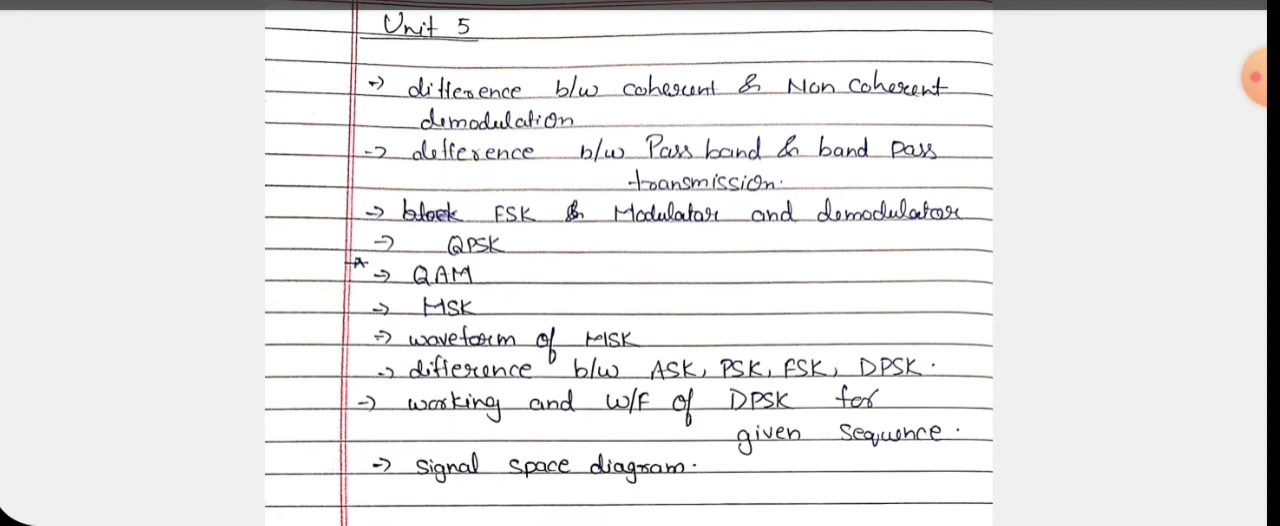 Unit 5
→ difference b/w coherent & Non coherent
demodulation
→ defference b/w Pass band & band pass
transmission.
→ block FSK & Modulator and demodulator
→ QPSK
→ QAM
→ MSK
→ waveform of MSK
→ difference b/w ASK, PSK, FSK, DPSK.
→ working and W/F of DPSK for
given sequence.
→ signal space diagram.